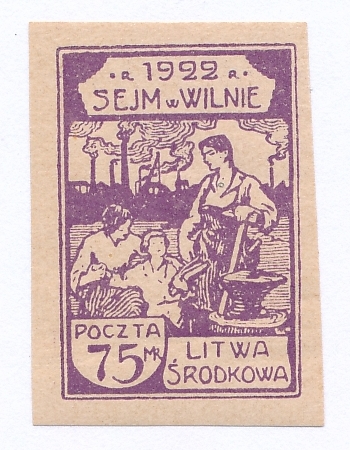 · R. 1922 R. ·
SEJM W WILNIE
POCZTA
75 MK
LITWA
ŚRODKOWA